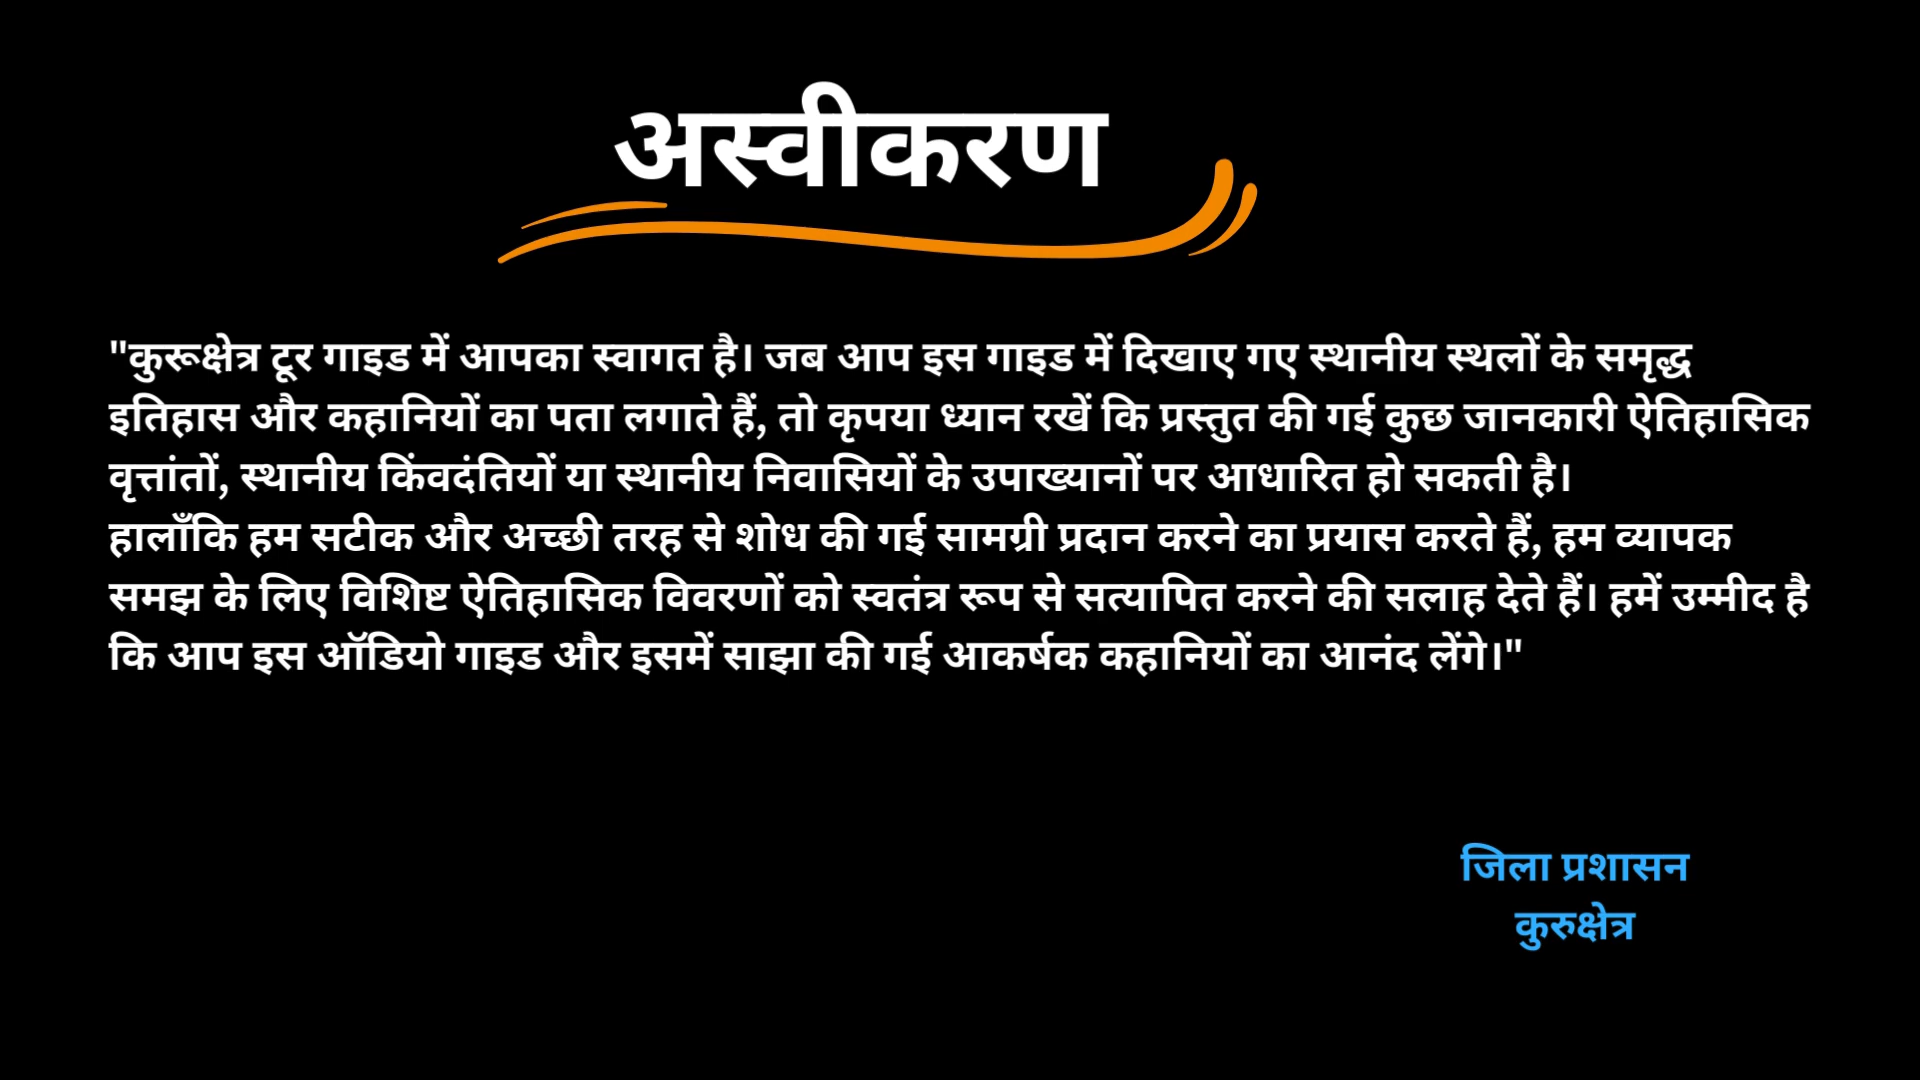 अस्वीकरण
"कुरूक्षेत्र टूर गाइड में आपका स्वागत है। जब आप इस गाइड में दिखाए गए स्थानीय स्थलों के समृद्ध
इतिहास और कहानियों का पता लगाते हैं, तो कृपया ध्यान रखें कि प्रस्तुत की गई कुछ जानकारी ऐतिहासिक
वृत्तांतों, स्थानीय किंवदंतियों या स्थानीय निवासियों के उपाख्यानों पर आधारित हो सकती है।
हालाँकि हम सटीक और अच्छी तरह से शोध की गई सामग्री प्रदान करने का प्रयास करते हैं, हम व्यापक
समझ के लिए विशिष्ट ऐतिहासिक विवरणों को स्वतंत्र रूप से सत्यापित करने की सलाह देते हैं। हमें उम्मीद है
कि आप इस ऑडियो गाइड और इसमें साझा की गई आकर्षक कहानियों का आनंद लेंगे।"
जिला प्रशासन
कुरुक्षेत्र